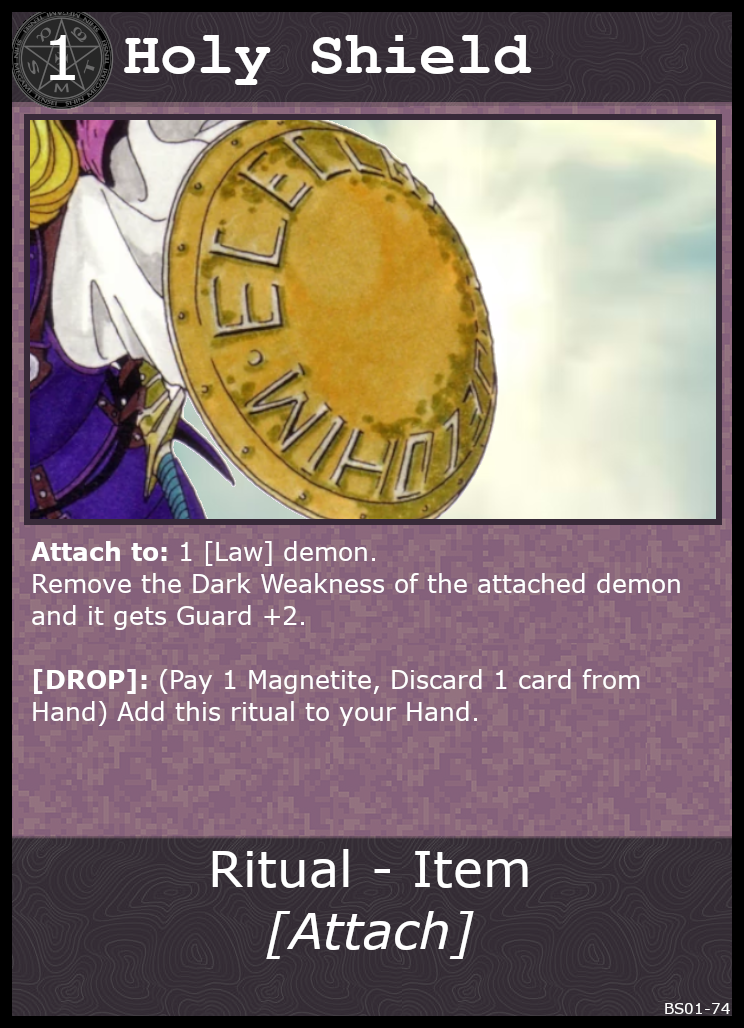 1 Holy Shield
ELELLA
ELOHIM
Attach to: 1 [Law] demon.
Remove the Dark Weakness of the attached demon
and it gets Guard +2.
[DROP]: (Pay 1 Magnetite, Discard 1 card from
Hand) Add this ritual to your Hand.
Ritual - Item
[Attach]
BS01-74